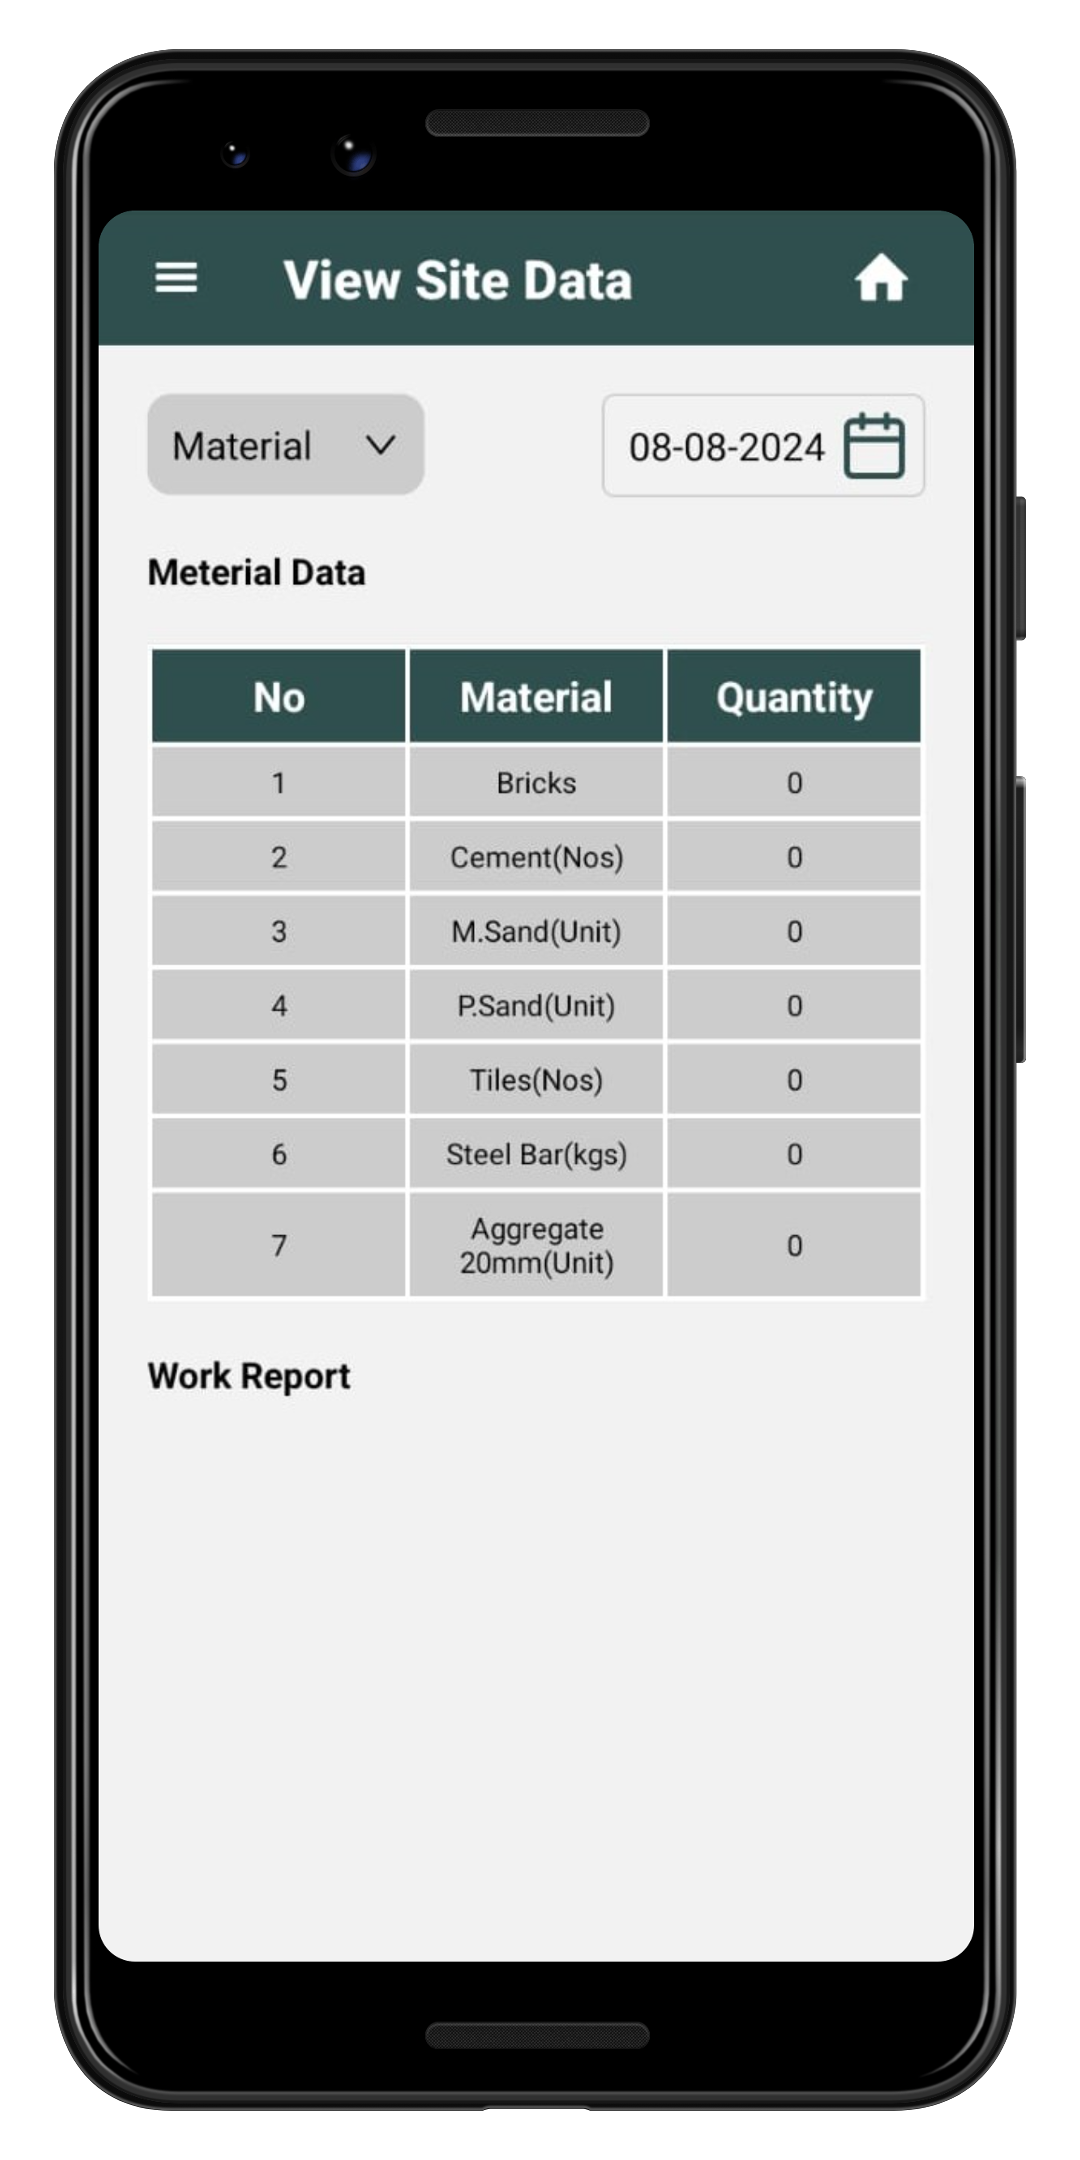 View Site Data
Material
08-08-2024
Meterial Data
No Material Quantity
1 Bricks 0
2 Cement(Nos) 0
3 M.Sand(Unit) 0
4 P.Sand(Unit) 0
5 Tiles(Nos) 0
6 Steel Bar(kgs) 0
7 Aggregate 0
20mm(Unit)
Work Report